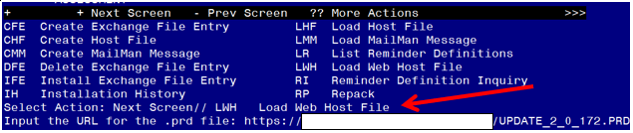 + + Next Screen - Prev Screen ?? More Actions >>>
CFE Create Exchange File Entry LHF Load Host File
CHF Create Host File LMM Load MailMan Message
CMM Create MailMan Message LR List Reminder Definitions
DFE Delete Exchange File Entry LWH Load Web Host File
IFE Install Exchange File Entry RI Reminder Definition Inquiry
IH Installation History RP Repack
Select Action: Next Screen// LWH Load Web Host File
Input the URL for the .prd file: https:// /UPDATE_2_0_172.PRD